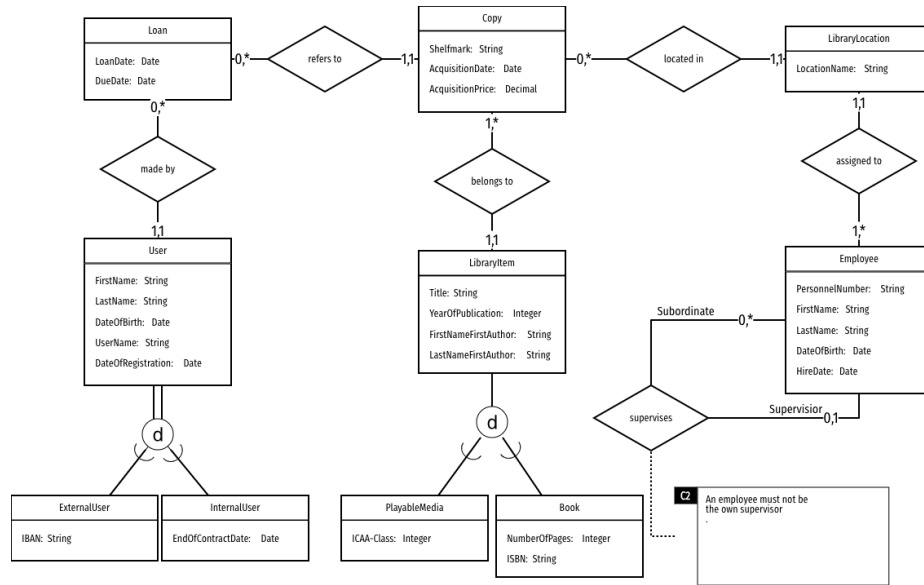 Loan
LoanDate: Date
DueDate: Date
0,*
refers to
1,1
Copy
Shelfmark: String
AcquisitionDate: Date
AcquisitionPrice: Decimal
0,*
located in
1,1
LibraryLocation
LocationName: String
0,*
made by
1,1
1,*
belongs to
1,1
1,1
assigned to
1,*
User
FirstName: String
LastName: String
DateOfBirth: Date
UserName: String
DateOfRegistration: Date
LibraryItem
Title: String
YearOfPublication: Integer
FirstNameFirstAuthor: String
LastNameFirstAuthor: String
Employee
PersonnelNumber: String
FirstName: String
LastName: String
DateOfBirth: Date
HireDate: Date
Subordinate
0,*
supervises
Supervisior
0,1
d
d
ExternalUser
IBAN: String
InternalUser
EndOfContractDate: Date
PlayableMedia
ICAA-Class: Integer
Book
NumberOfPages: Integer
ISBN: String
C2
An employee must not be
the own supervisor
.